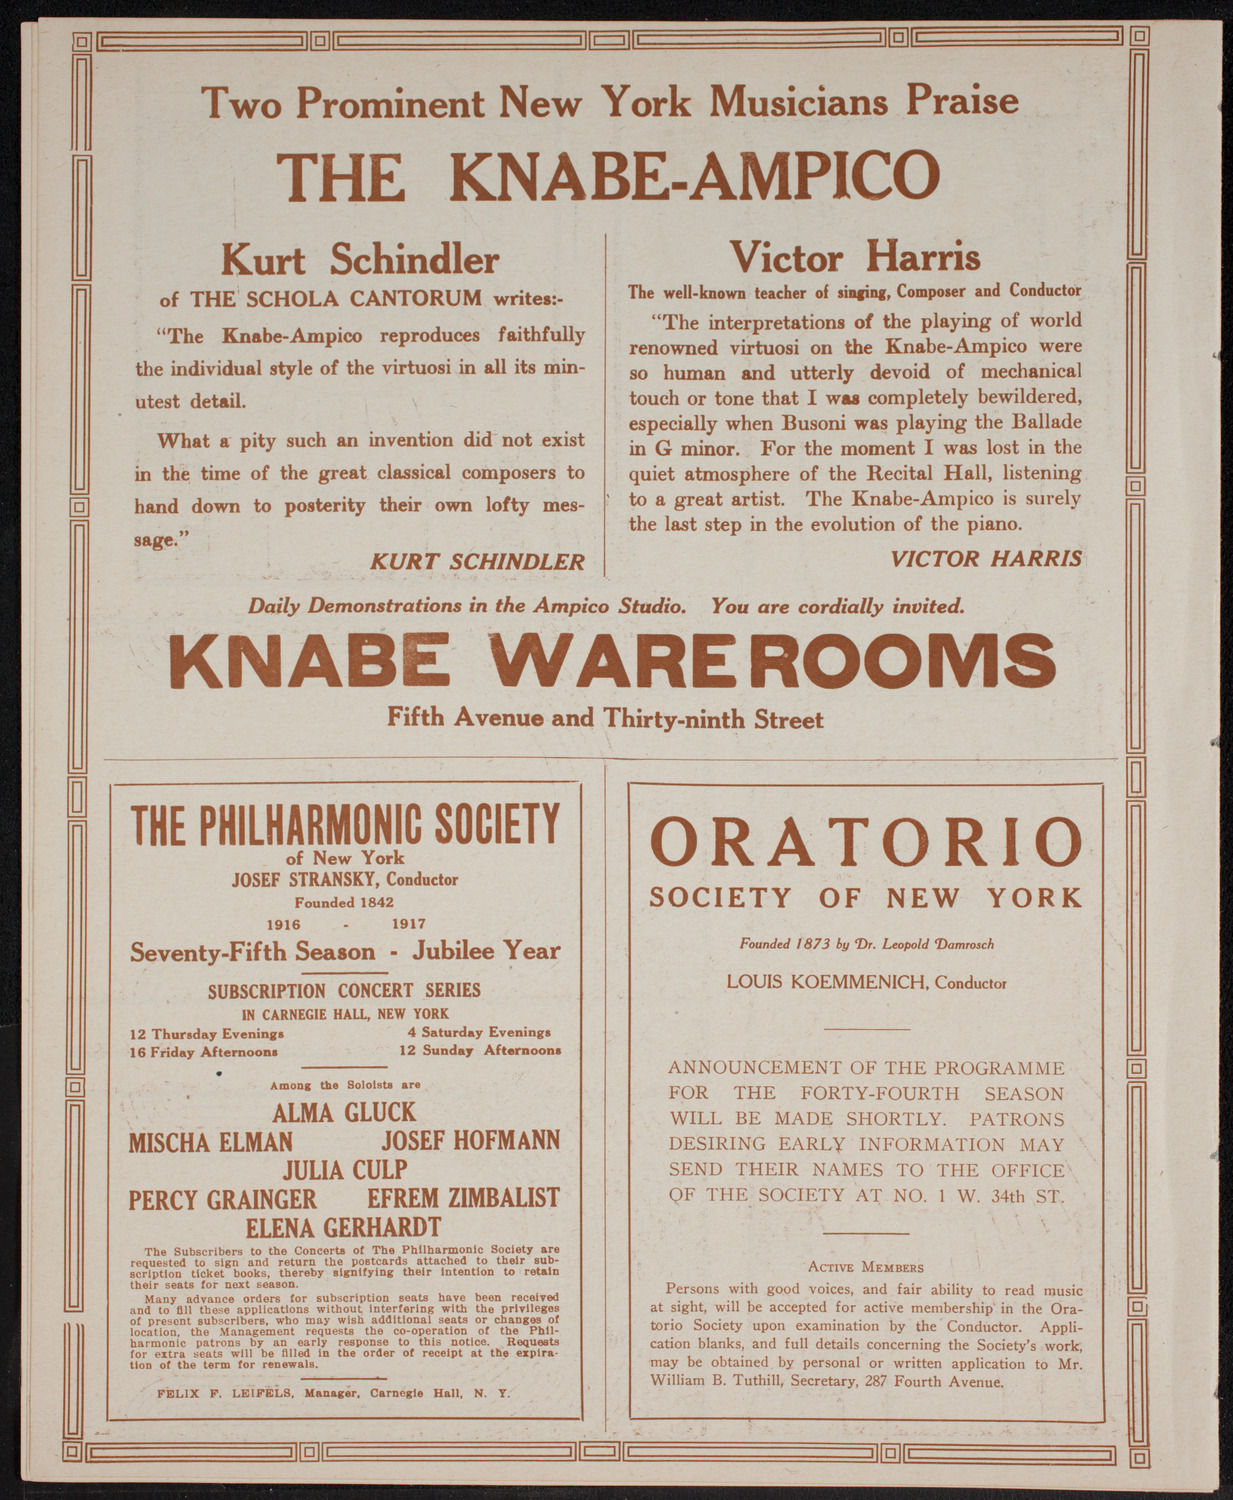 Two Prominent New York Musicians Praise
THE KNABE-AMPICO
Kurt Schindler
of THE SCHOLA CANTORUM writes:-
"The Knabe-Ampico reproduces faithfully
the individual style of the virtuosi in all its min-
utest detail.
What a pity such an invention did not exist
in the time of the great classical composers to
hand down to posterity their own lofty mes-
sage."
KURT SCHINDLER
Victor Harris
The well-known teacher of singing, Composer and Conductor
"The interpretations of the playing of world
renowned virtuosi on the Knabe-Ampico were
so human and utterly devoid of mechanical
touch or tone that I was completely bewildered,
especially when Busoni was playing the Ballade
in G minor. For the moment I was lost in the
quiet atmosphere of the Recital Hall, listening
to a great artist. The Knabe-Ampico is surely
the last step in the evolution of the piano.
VICTOR HARRIS
Daily Demonstrations in the Ampico Studio. You are cordially invited.
KNABE WAREROOMS
Fifth Avenue and Thirty-ninth Street
THE PHILHARMONIC SOCIETY
of New York
JOSEF STRANSKY, Conductor
Founded 1842
1916 - 1917
Seventy-Fifth Season - Jubilee Year
SUBSCRIPTION CONCERT SERIES
IN CARNEGIE HALL, NEW YORK
12 Thursday Evenings 4 Saturday Evenings
16 Friday Afternoons 12 Sunday Afternoons
Among the Soloists are
ALMA GLUCK
MISCHA ELMAN JOSEF HOFMANN
JULIA CULP
PERCY GRAINGER EFREM ZIMBALIST
ELENA GERHARDT
The Subscribers to the Concerts of The Philharmonic Society are
requested to sign and return the postcards attached to their sub-
scription ticket books, thereby signifying their intention to retain
their seats for next season.
Many advance orders for subscription seats have been received
and to fill these applications without interfering with the privileges
of present subscribers, who may wish additional seats or changes of
location, the Management requests the co-operation of the Phil-
harmonic patrons by an early response to this notice. Requests
for extra seats will be filled in the order of receipt at the expira-
tion of the term for renewals.
FELIX F. LEIFELS, Manager, Carnegie Hall, N. Y.
ORATORIO
SOCIETY OF NEW YORK
Founded 1873 by Dr. Leopold Damrosch
LOUIS KOEMMENICH, Conductor
ANNOUNCEMENT OF THE PROGRAMME
FOR THE FORTY-FOURTH SEASON
WILL BE MADE SHORTLY. PATRONS
DESIRING EARLY INFORMATION MAY
SEND THEIR NAMES TO THE OFFICE
OF THE SOCIETY AT NO. 1 W. 34th ST.
ACTIVE MEMBERS
Persons with good voices, and fair ability to read music
at sight, will be accepted for active membership in the Ora-
torio Society upon examination by the Conductor. Appli-
cation blanks, and full details concerning the Society's work,
may be obtained by personal or written application to Mr.
William B. Tuthill, Secretary, 287 Fourth Avenue.